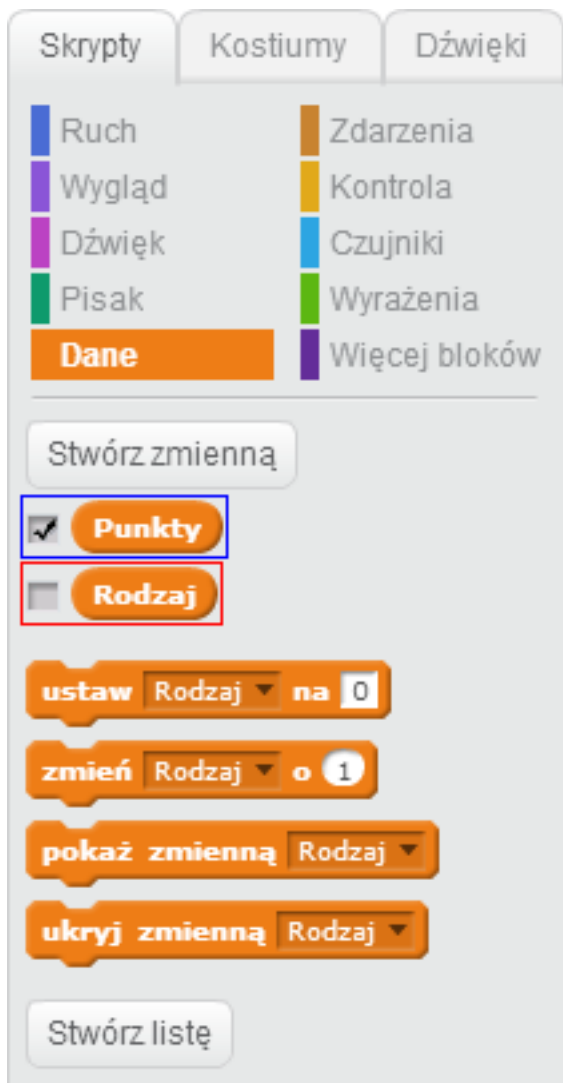 Skrypty Kostiumy Dźwięki
Ruch Zdarzenia
Wygląd Kontrola
Dźwięk Czujniki
Pisak Wyrażenia
Dane Więcej bloków
Stwórz zmienną
Punkty
Rodzaj
ustaw Rodzaj na 0
zmień Rodzaj o 1
pokaż zmienną Rodzaj
ukryj zmienną Rodzaj
Stwórz listę